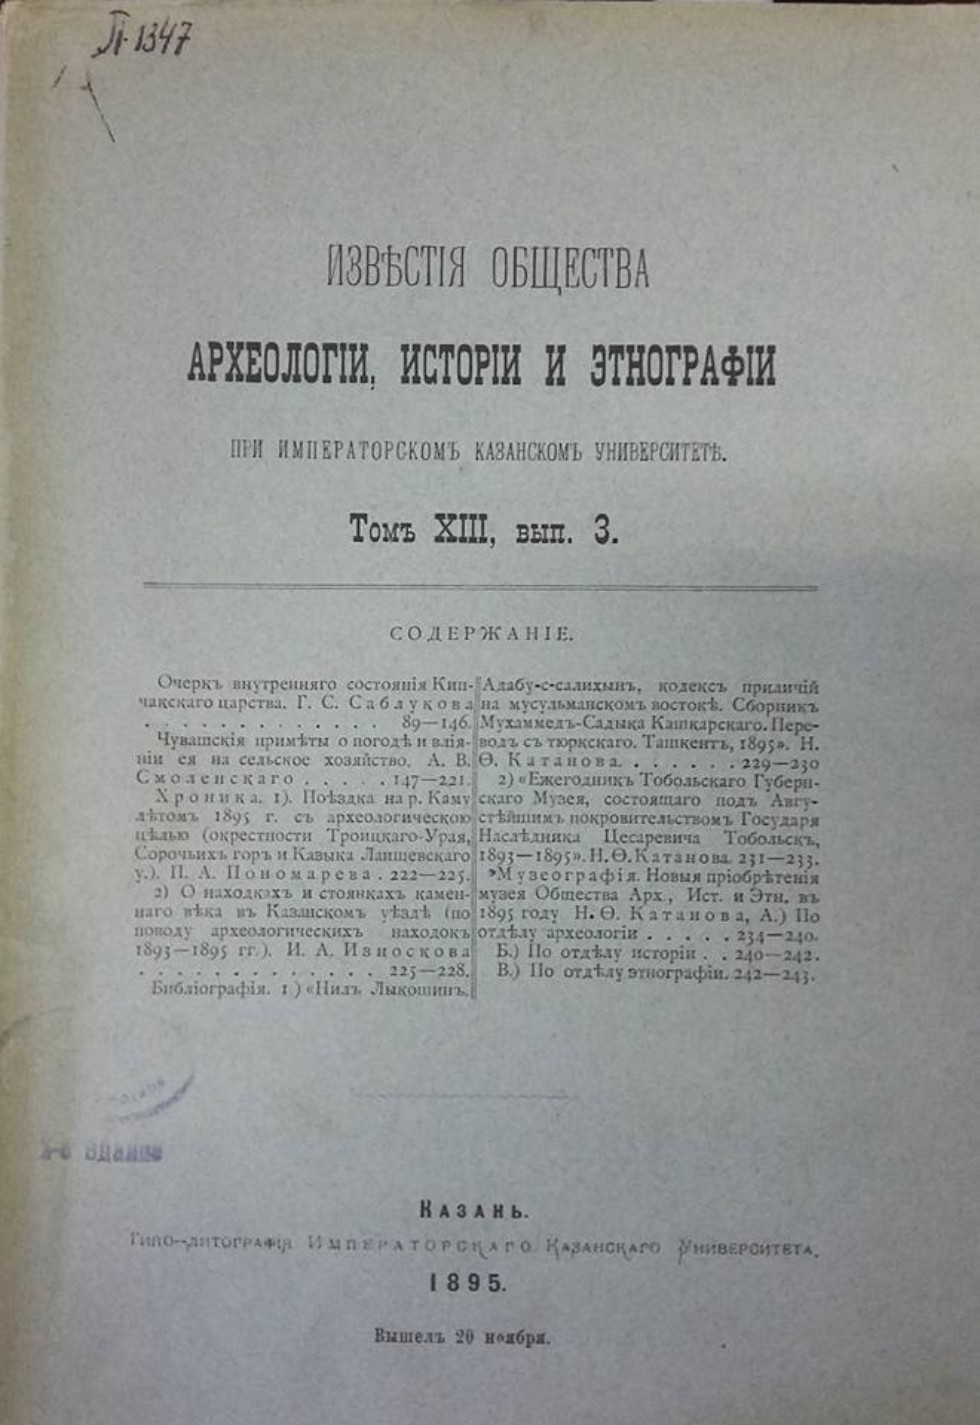 П-1347
ИЗВѢСТІЯ ОБЩЕСТВА
АРХЕОЛОГІИ, ИСТОРІИ И ЭТНОГРАФІИ
ПРИ ИМПЕРАТОРСКОМЪ КАЗАНСКОМЪ УНИВЕРСИТЕТѢ.
Томъ XIII, вып. 3.
СОДЕРЖАНІЕ.
Очеркъ внутренняго состоянія Кип-
чакскаго царства. Г. С. Саблукова
. . . . . . . . . . . . . 89—146.
Чувашскія примѣты о погодѣ и влія-
ніи ея на сельское хозяйство. А. В.
Смоленскаго . . . . . 147—221.
Хроника. 1). Поѣздка на р. Каму
лѣтомъ 1895 г. съ археологическою
цѣлью (окрестности Троицкаго-Урая,
Сорочьихъ горъ и Казыка Лаишевскаго
у.). П. А. Пономарева . 222—225.
2) О находкахъ и стоянкахъ камен-
наго вѣка въ Казанскомъ уѣздѣ (по
поводу археологическихъ находокъ
1893—1895 гг.). И. А. Износкова
. . . . . . . . . . . . . 225—228.
Библіографія. 1) «Нилъ Лыкошинъ.
Адабу-с-салихынъ, кодексъ приличій
на мусульманскомъ востокѣ. Сборникъ
Мухаммедъ-Садыка Кашкарскаго. Пере-
водъ съ тюркскаго. Ташкентъ, 1895». Н.
Ѳ. Катанова. . . . . . . 229—230
2) «Ежегодникъ Тобольскаго Губерн-
скаго Музея, состоящаго подъ Авгу-
стѣйшимъ покровительствомъ Государя
Наслѣдника Цесаревича Тобольскъ,
1893—1895». Н. Ѳ. Катанова. 231—233.
Музеографія. Новыя пріобрѣтенія
музея Общества Арх., Ист. и Этн. въ
1895 году Н. Ѳ. Катанова, А.) По
отдѣлу археологіи . . . . . 234—240.
Б.) По отдѣлу исторіи . . 240—242.
В.) По отдѣлу этнографіи. 242—243.
Казань.
Типо-литографія Императорскаго Казанскаго Университета.
1895.
Вышелъ 20 ноября.